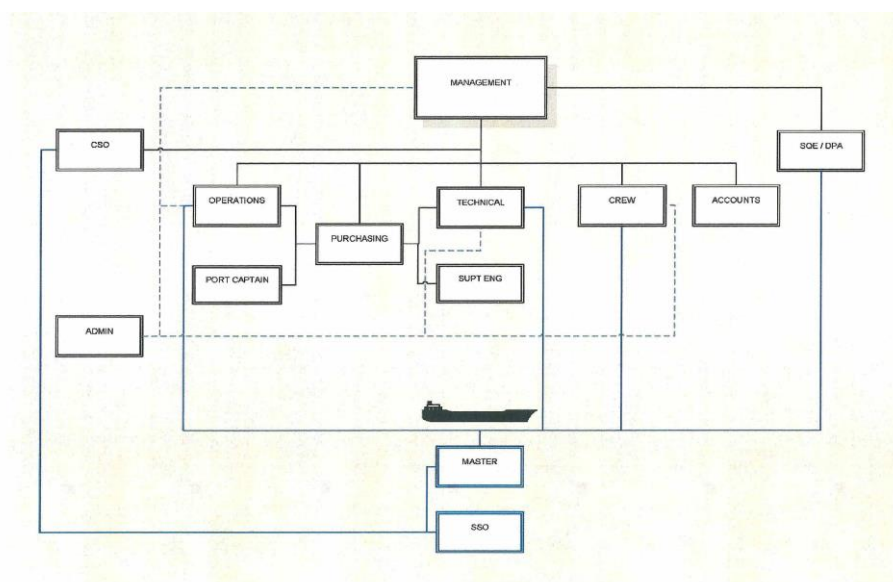 MANAGEMENT
CSO
SQE / DPA
OPERATIONS
TECHNICAL
CREW
ACCOUNTS
PURCHASING
PORT CAPTAIN
SUPT ENG
ADMIN
MASTER
SSO